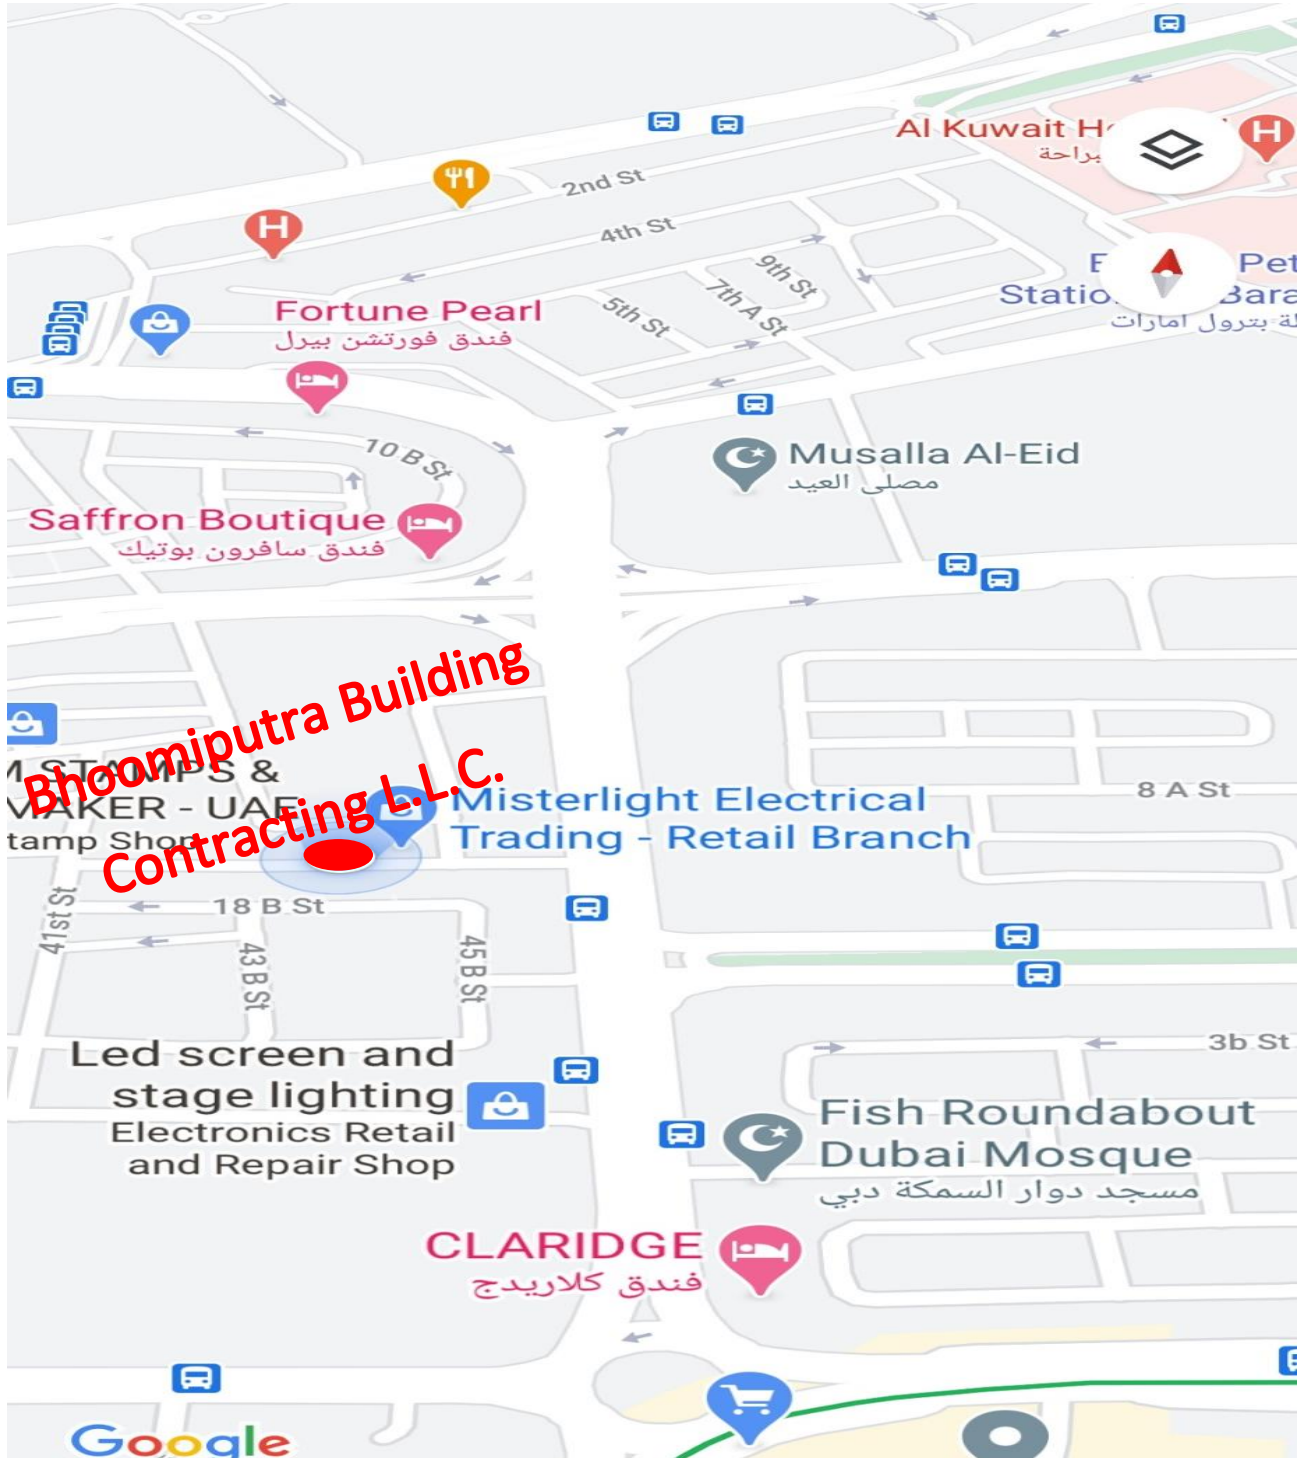 Al Kuwait H
براحة
2nd St
4th St
9th St
7th A St
5th St
Pet
Statio
Bara
لة بترول امارات
Fortune Pearl
فندق فورتشن بيرل
10 B St
Musalla Al-Eid
مصلى العيد
Saffron Boutique
فندق سافرون بوتيك
Bhoomiputra Building
Contracting L.L.C.
STAMPS &
MAKER - UAE
tamp Shop
Misterlight Electrical
Trading - Retail Branch
8 A St
18 B St
41st St
43 B St
45 B St
Led screen and
stage lighting
Electronics Retail
and Repair Shop
3b St
Fish Roundabout
Dubai Mosque
مسجد دوار السمكة دبي
CLARIDGE
فندق كلاريدج
Google